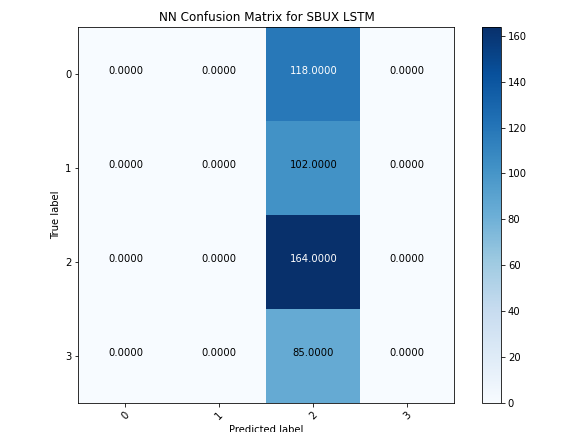 NN Confusion Matrix for SBUX LSTM
0 0.0000 0.0000 118.0000 0.0000
1 0.0000 0.0000 102.0000 0.0000
2 0.0000 0.0000 164.0000 0.0000
3 0.0000 0.0000 85.0000 0.0000
0 1 2 3
True label
Predicted label
160
140
120
100
80
60
40
20
0